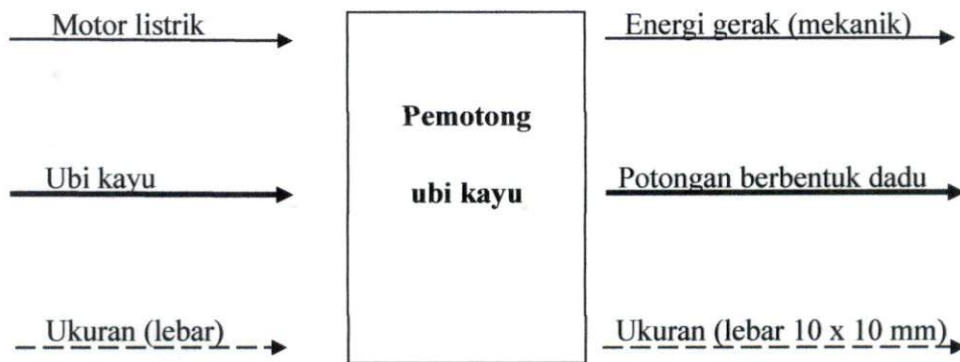 Motor listrik
Energi gerak (mekanik)
Pemotong
ubi kayu
Ubi kayu
Potongan berbentuk dadu
Ukuran (lebar)
Ukuran (lebar 10 x 10 mm)